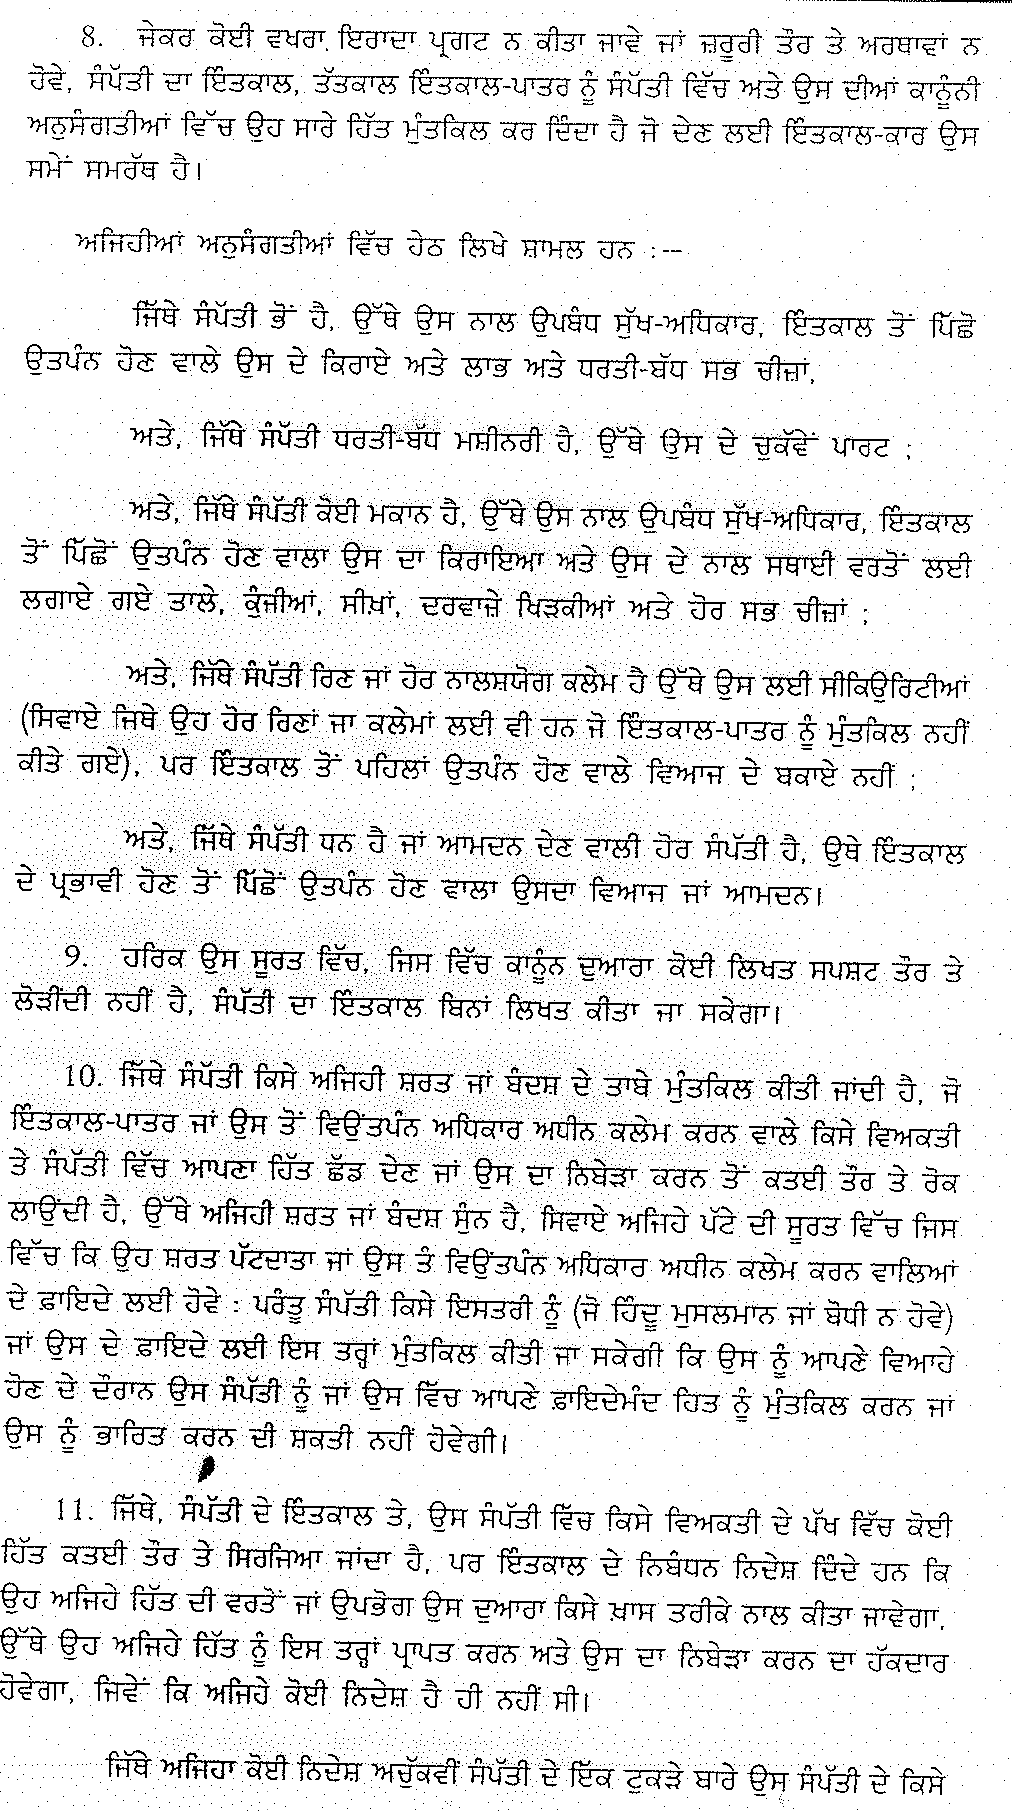 8. ਜੇਕਰ ਕੋਈ ਵਖਰਾ ਇਰਾਦਾ ਪ੍ਰਗਟ ਨ ਕੀਤਾ ਜਾਵੇ ਜਾਂ ਜ਼ਰੂਰੀ ਤੌਰ ਤੇ ਅਰਥਾਵਾਂ ਨ
ਹੋਵੇ, ਸੰਪੱਤੀ ਦਾ ਇੰਤਕਾਲ, ਤੱਤਕਾਲ ਇੰਤਕਾਲ-ਪਾਤਰ ਨੂੰ ਸੰਪੱਤੀ ਵਿੱਚ ਅਤੇ ਉਸ ਦੀਆਂ ਕਾਨੂੰਨੀ
ਅਨੁਸੰਗਤੀਆਂ ਵਿੱਚ ਉਹ ਸਾਰੇ ਹਿੱਤ ਮੁੰਤਕਿਲ ਕਰ ਦਿੰਦਾ ਹੈ ਜੋ ਦੇਣ ਲਈ ਇੰਤਕਾਲ-ਕਾਰ ਉਸ
ਸਮੇਂ ਸਮਰੱਥ ਹੈ।
ਅਜਿਹੀਆਂ ਅਨੁਸੰਗਤੀਆਂ ਵਿੱਚ ਹੇਠ ਲਿਖੇ ਸ਼ਾਮਲ ਹਨ :--
ਜਿੱਥੇ ਸੰਪੱਤੀ ਭੋਂ ਹੈ, ਉੱਥੇ ਉਸ ਨਾਲ ਉਪਬੰਧ ਸੁੱਖ-ਅਧਿਕਾਰ, ਇੰਤਕਾਲ ਤੋਂ ਪਿੱਛੋ
ਉਤਪੰਨ ਹੋਣ ਵਾਲੇ ਉਸ ਦੇ ਕਿਰਾਏ ਅਤੇ ਲਾਭ ਅਤੇ ਧਰਤੀ-ਬੱਧ ਸਭ ਚੀਜ਼ਾਂ,
ਅਤੇ, ਜਿੱਥੇ ਸੰਪੱਤੀ ਧਰਤੀ-ਬੱਧ ਮਸ਼ੀਨਰੀ ਹੈ, ਉੱਥੇ ਉਸ ਦੇ ਚੁਕੱਵੇਂ ਪਾਰਟ ;
ਅਤੇ, ਜਿੱਥੇ ਸੰਪੱਤੀ ਕੋਈ ਮਕਾਨ ਹੈ, ਉੱਥੇ ਉਸ ਨਾਲ ਉਪਬੰਧ ਸੁੱਖ-ਅਧਿਕਾਰ, ਇੰਤਕਾਲ
ਤੋਂ ਪਿੱਛੋਂ ਉਤਪੰਨ ਹੋਣ ਵਾਲਾ ਉਸ ਦਾ ਕਿਰਾਇਆ ਅਤੇ ਉਸ ਦੇ ਨਾਲ ਸਥਾਈ ਵਰਤੋਂ ਲਈ
ਲਗਾਏ ਗਏ ਤਾਲੇ, ਕੁੰਜੀਆਂ, ਸੀਖ਼ਾਂ, ਦਰਵਾਜ਼ੇ ਖਿੜਕੀਆਂ ਅਤੇ ਹੋਰ ਸਭ ਚੀਜ਼ਾਂ ;
ਅਤੇ, ਜਿੱਥੇ ਸੰਪੱਤੀ ਰਿਣ ਜਾਂ ਹੋਰ ਨਾਲਸ਼ਯੋਗ ਕਲੇਮ ਹੈ ਉੱਥੇ ਉਸ ਲਈ ਸੀਕਿਉਰਿਟੀਆਂ
(ਸਿਵਾਏ ਜਿਥੇ ਉਹ ਹੋਰ ਰਿਣਾਂ ਜਾ ਕਲੇਮਾਂ ਲਈ ਵੀ ਹਨ ਜੋ ਇੰਤਕਾਲ-ਪਾਤਰ ਨੂੰ ਮੁੰਤਕਿਲ ਨਹੀਂ
ਕੀਤੇ ਗਏ), ਪਰ ਇੰਤਕਾਲ ਤੋਂ ਪਹਿਲਾਂ ਉਤਪੰਨ ਹੋਣ ਵਾਲੇ ਵਿਆਜ ਦੇ ਬਕਾਏ ਨਹੀਂ ;
ਅਤੇ, ਜਿੱਥੇ ਸੰਪੱਤੀ ਧਨ ਹੈ ਜਾਂ ਆਮਦਨ ਦੇਣ ਵਾਲੀ ਹੋਰ ਸੰਪੱਤੀ ਹੈ, ਉਥੇ ਇੰਤਕਾਲ
ਦੇ ਪ੍ਰਭਾਵੀ ਹੋਣ ਤੋਂ ਪਿੱਛੋਂ ਉਤਪੰਨ ਹੋਣ ਵਾਲਾ ਉਸਦਾ ਵਿਆਜ ਜਾਂ ਆਮਦਨ।
9. ਹਰਿਕ ਉਸ ਸੂਰਤ ਵਿੱਚ, ਜਿਸ ਵਿੱਚ ਕਾਨੂੰਨ ਦੁਆਰਾ ਕੋਈ ਲਿਖਤ ਸਪਸ਼ਟ ਤੌਰ ਤੇ
ਲੋੜੀਂਦੀ ਨਹੀਂ ਹੈ, ਸੰਪੱਤੀ ਦਾ ਇੰਤਕਾਲ ਬਿਨਾਂ ਲਿਖਤ ਕੀਤਾ ਜਾ ਸਕੇਗਾ।
10. ਜਿੱਥੇ ਸੰਪੱਤੀ ਕਿਸੇ ਅਜਿਹੀ ਸ਼ਰਤ ਜਾਂ ਬੰਦਸ਼ ਦੇ ਤਾਬੇ ਮੁੰਤਕਿਲ ਕੀਤੀ ਜਾਂਦੀ ਹੈ, ਜੋ
ਇੰਤਕਾਲ-ਪਾਤਰ ਜਾਂ ਉਸ ਤੋਂ ਵਿਉਂਤਪੰਨ ਅਧਿਕਾਰ ਅਧੀਨ ਕਲੇਮ ਕਰਨ ਵਾਲੇ ਕਿਸੇ ਵਿਅਕਤੀ
ਤੇ ਸੰਪੱਤੀ ਵਿੱਚ ਆਪਣਾ ਹਿੱਤ ਛੱਡ ਦੇਣ ਜਾਂ ਉਸ ਦਾ ਨਿਬੇੜਾ ਕਰਨ ਤੋਂ ਕਤਈ ਤੌਰ ਤੇ ਰੋਕ
ਲਾਉਂਦੀ ਹੈ, ਉੱਥੇ ਅਜਿਹੀ ਸ਼ਰਤ ਜਾਂ ਬੰਦਸ਼ ਸੁੰਨ ਹੈ, ਸਿਵਾਏ ਅਜਿਹੇ ਪੱਟੇ ਦੀ ਸੂਰਤ ਵਿੱਚ ਜਿਸ
ਵਿੱਚ ਕਿ ਉਹ ਸ਼ਰਤ ਪੱਟਦਾਤਾ ਜਾਂ ਉਸ ਤੋਂ ਵਿਉਂਤਪੰਨ ਅਧਿਕਾਰ ਅਧੀਨ ਕਲੇਮ ਕਰਨ ਵਾਲਿਆਂ
ਦੇ ਫ਼ਾਇਦੇ ਲਈ ਹੋਵੇ : ਪਰੰਤੂ ਸੰਪੱਤੀ ਕਿਸੇ ਇਸਤਰੀ ਨੂੰ (ਜੋ ਹਿੰਦੂ ਮੁਸਲਮਾਨ ਜਾਂ ਬੋਧੀ ਨ ਹੋਵੇ)
ਜਾਂ ਉਸ ਦੇ ਫ਼ਾਇਦੇ ਲਈ ਇਸ ਤਰ੍ਹਾਂ ਮੁੰਤਕਿਲ ਕੀਤੀ ਜਾ ਸਕੇਗੀ ਕਿ ਉਸ ਨੂੰ ਆਪਣੇ ਵਿਆਹੇ
ਹੋਣ ਦੇ ਦੌਰਾਨ ਉਸ ਸੰਪੱਤੀ ਨੂੰ ਜਾਂ ਉਸ ਵਿੱਚ ਆਪਣੇ ਫ਼ਾਇਦੇਮੰਦ ਹਿਤ ਨੂੰ ਮੁੰਤਕਿਲ ਕਰਨ ਜਾਂ
ਉਸ ਨੂੰ ਭਾਰਿਤ ਕਰਨ ਦੀ ਸ਼ਕਤੀ ਨਹੀਂ ਹੋਵੇਗੀ।
11. ਜਿੱਥੇ, ਸੰਪੱਤੀ ਦੇ ਇੰਤਕਾਲ ਤੇ, ਉਸ ਸੰਪੱਤੀ ਵਿੱਚ ਕਿਸੇ ਵਿਅਕਤੀ ਦੇ ਪੱਖ ਵਿੱਚ ਕੋਈ
ਹਿੱਤ ਕਤਈ ਤੌਰ ਤੇ ਸਿਰਜਿਆ ਜਾਂਦਾ ਹੈ, ਪਰ ਇੰਤਕਾਲ ਦੇ ਨਿਬੰਧਨ ਨਿਦੇਸ਼ ਦਿੰਦੇ ਹਨ ਕਿ
ਉਹ ਅਜਿਹੇ ਹਿੱਤ ਦੀ ਵਰਤੋਂ ਜਾਂ ਉਪਭੋਗ ਉਸ ਦੁਆਰਾ ਕਿਸੇ ਖ਼ਾਸ ਤਰੀਕੇ ਨਾਲ ਕੀਤਾ ਜਾਵੇਗਾ,
ਉੱਥੇ ਉਹ ਅਜਿਹੇ ਹਿੱਤ ਨੂੰ ਇਸ ਤਰ੍ਹਾਂ ਪ੍ਰਾਪਤ ਕਰਨ ਅਤੇ ਉਸ ਦਾ ਨਿਬੇੜਾ ਕਰਨ ਦਾ ਹੱਕਦਾਰ
ਹੋਵੇਗਾ, ਜਿਵੇਂ ਕਿ ਅਜਿਹੇ ਕੋਈ ਨਿਦੇਸ਼ ਹੈ ਹੀ ਨਹੀਂ ਸੀ।
ਜਿੱਥੇ ਅਜਿਹਾ ਕੋਈ ਨਿਦੇਸ਼ ਅਚੁੱਕਵੀਂ ਸੰਪੱਤੀ ਦੇ ਇੱਕ ਟੁਕੜੇ ਬਾਰੇ ਉਸ ਸੰਪੱਤੀ ਦੇ ਕਿਸੇ